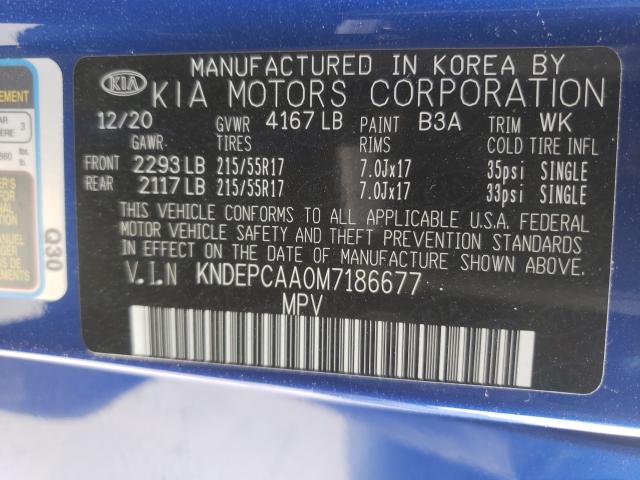 MANUFACTURED IN KOREA BY
KIA KIA MOTORS CORPORATION
12/20 GVWR 4167 LB PAINT B3A TRIM WK
GAWR: TIRES RIMS COLD TIRE INFL
FRONT 2293 LB 215/55R17 7.0Jx17 35psi SINGLE
REAR 2117 LB 215/55R17 7.0Jx17 33psi SINGLE
THIS VEHICLE CONFORMS TO ALL APPLICABLE U.S.A. FEDERAL
MOTOR VEHICLE SAFETY AND THEFT PREVENTION STANDARDS
IN EFFECT ON THE DATE OF MANUFACTURE SHOWN ABOVE.
V.I.N KNDEPCAA0M7186677
MPV
Q30
3
lbs.
lb.